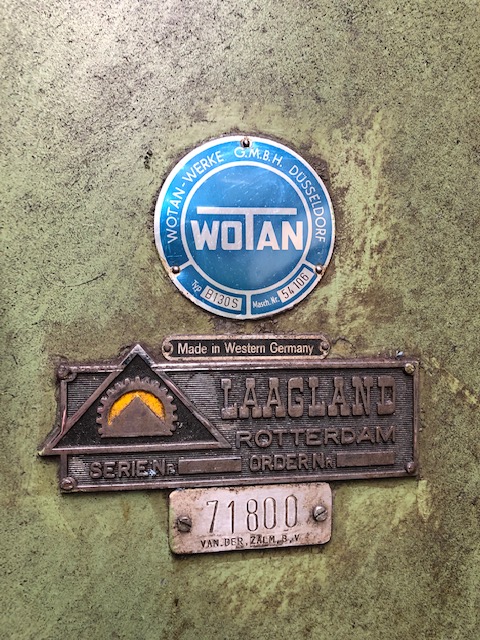 WOTAN-WERKE G.M.B.H. DÜSSELDORF
WOTAN
Typ B130S Masch. Nr. 54106
Made in Western Germany
LAAGLAND
ROTTERDAM
SERIE Nr. ORDER Nr.
71800
VAN.DER.ZALM.B.V